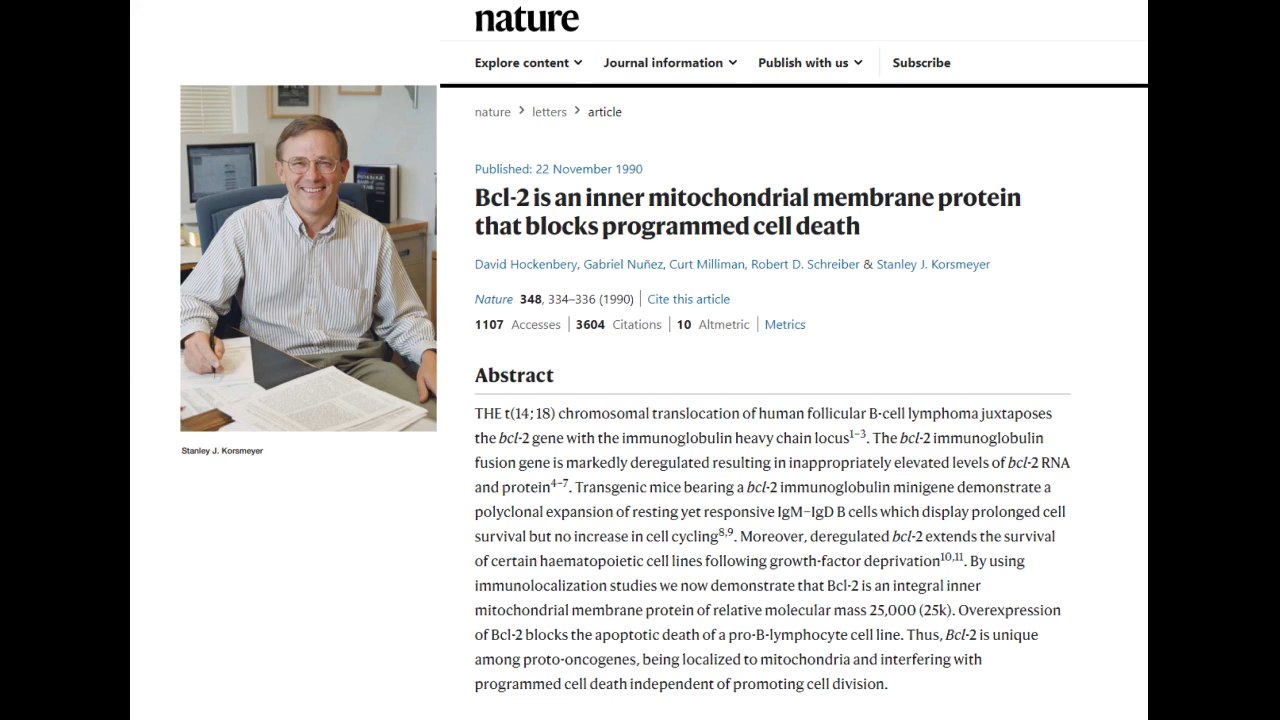 nature
Explore content Journal information Publish with us Subscribe
nature > letters > article
Published: 22 November 1990
Bcl-2 is an inner mitochondrial membrane protein
that blocks programmed cell death
David Hockenbery, Gabriel Nuñez, Curt Milliman, Robert D. Schreiber & Stanley J. Korsmeyer
Nature 348, 334–336 (1990) | Cite this article
1107 Accesses | 3604 Citations | 10 Altmetric | Metrics
Abstract
THE t(14; 18) chromosomal translocation of human follicular B-cell lymphoma juxtaposes
the bcl-2 gene with the immunoglobulin heavy chain locus1–3. The bcl-2 immunoglobulin
fusion gene is markedly deregulated resulting in inappropriately elevated levels of bcl-2 RNA
and protein4–7. Transgenic mice bearing a bcl-2 immunoglobulin minigene demonstrate a
polyclonal expansion of resting yet responsive IgM–IgD B cells which display prolonged cell
survival but no increase in cell cycling8,9. Moreover, deregulated bcl-2 extends the survival
of certain haematopoietic cell lines following growth-factor deprivation10,11. By using
immunolocalization studies we now demonstrate that Bcl-2 is an integral inner
mitochondrial membrane protein of relative molecular mass 25,000 (25k). Overexpression
of Bcl-2 blocks the apoptotic death of a pro-B-lymphocyte cell line. Thus, Bcl-2 is unique
among proto-oncogenes, being localized to mitochondria and interfering with
programmed cell death independent of promoting cell division.
Stanley J. Korsmeyer